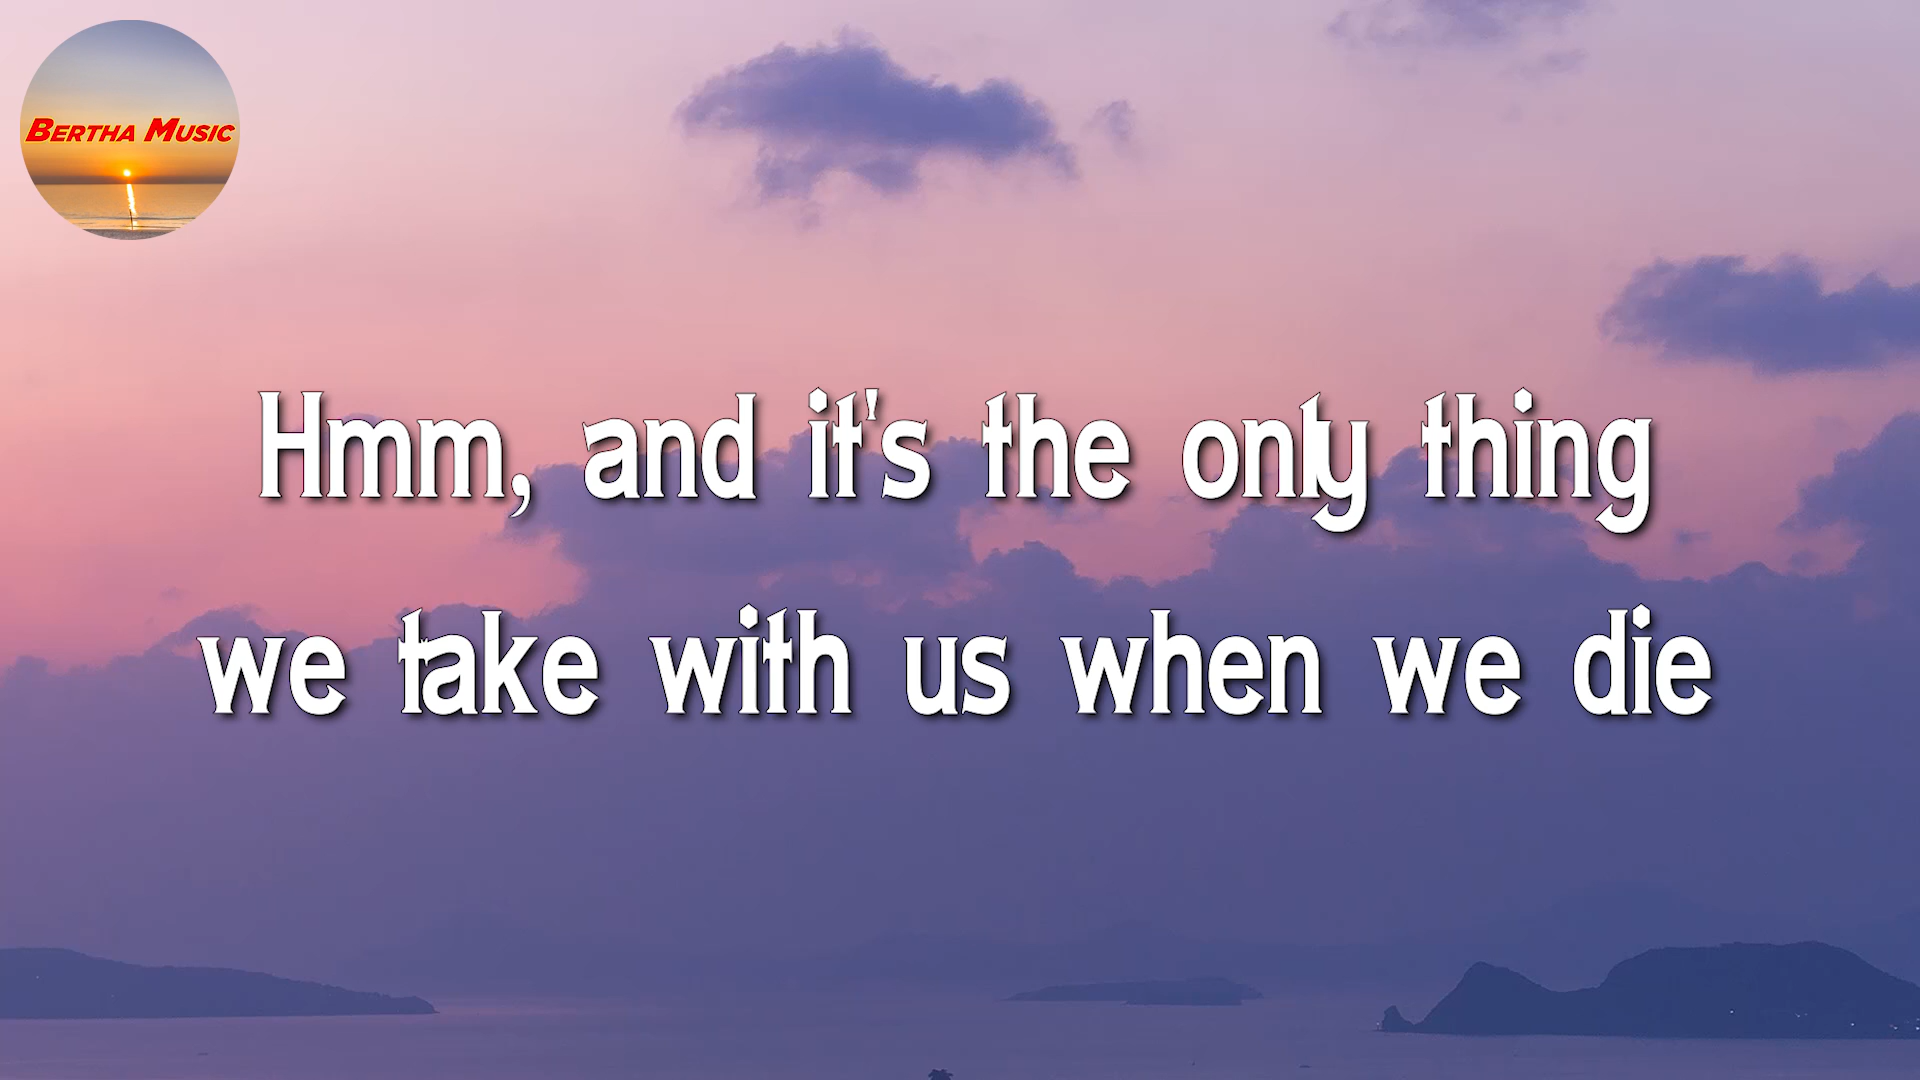 Bertha Music
Hmm, and it's the only thing
we take with us when we die